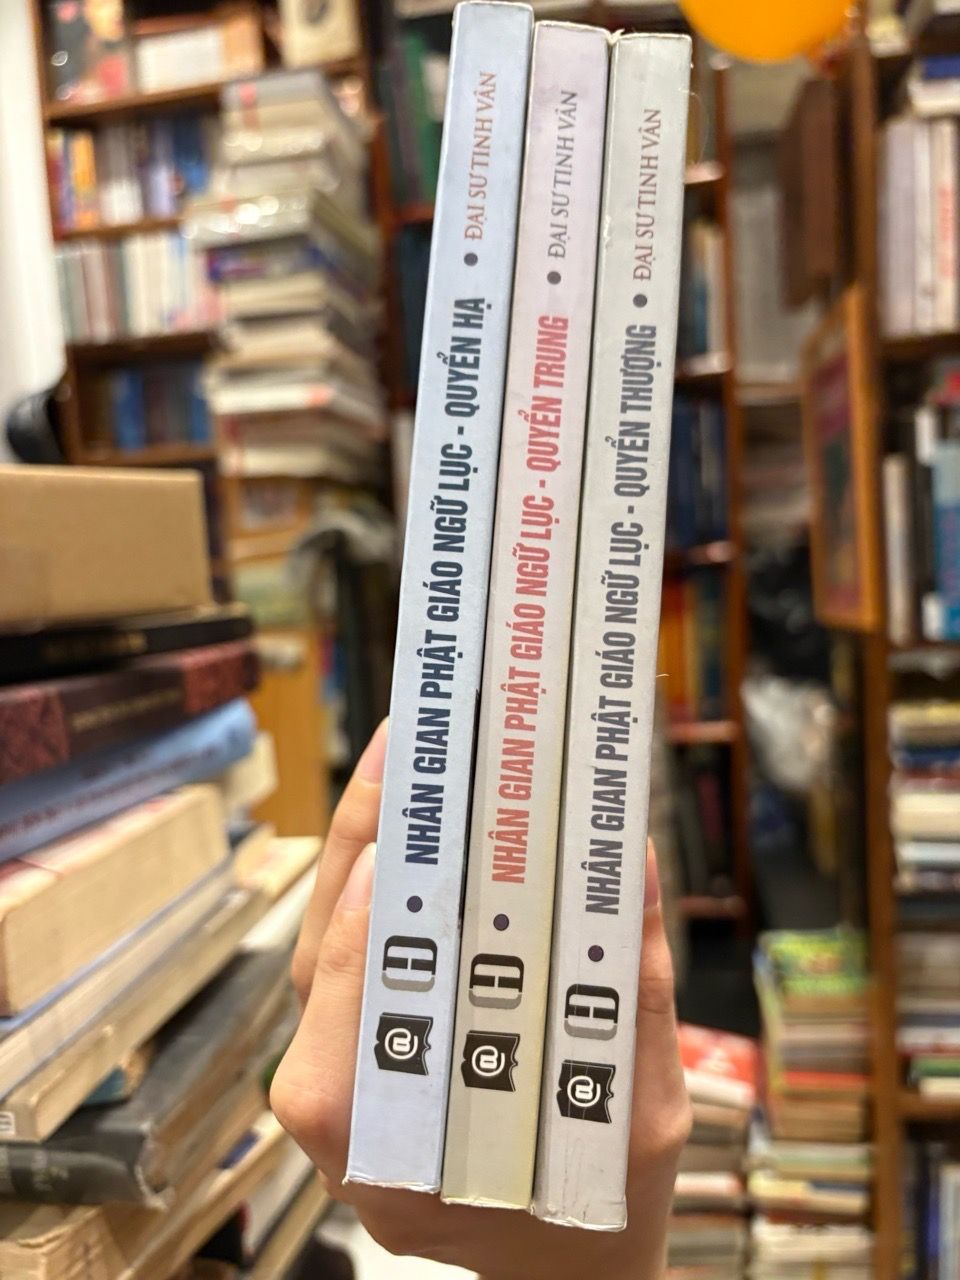 @ H • NHÂN GIAN PHẬT GIÁO NGỮ LỤC - QUYỂN HẠ • ĐẠI SƯ TINH VÂN
@ H • NHÂN GIAN PHẬT GIÁO NGỮ LỤC - QUYỂN TRUNG • ĐẠI SƯ TINH VÂN
@ H • NHÂN GIAN PHẬT GIÁO NGỮ LỤC - QUYỂN THƯỢNG • ĐẠI SƯ TINH VÂN